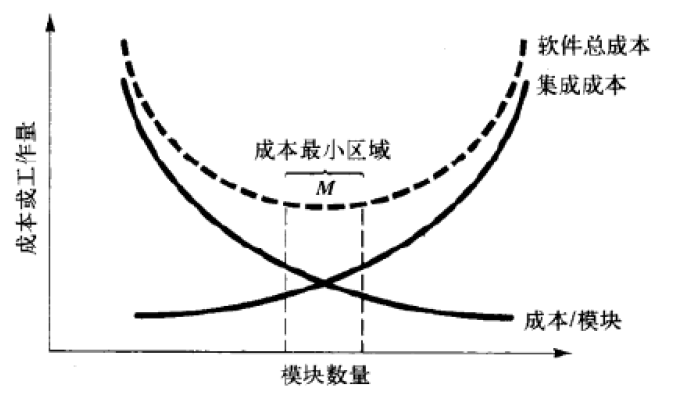 软件总成本
集成成本
成本最小区域
M
成本或工作量
成本/模块
模块数量